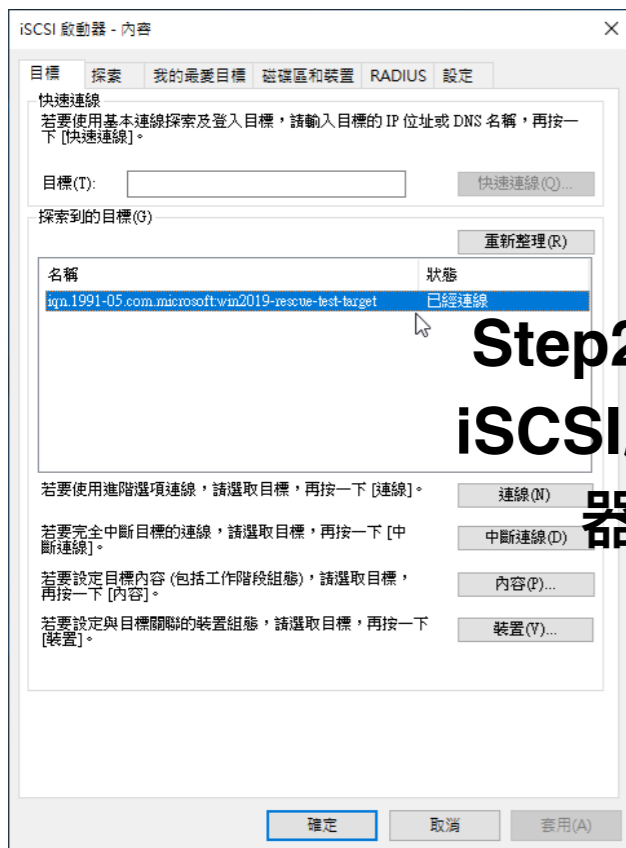 iSCSI 啟動器 - 內容
目標 探索 我的最愛目標 磁碟區和裝置 RADIUS 設定
快速連線
若要使用基本連線探索及登入目標，請輸入目標的 IP 位址或 DNS 名稱，再按一
下 [快速連線]。
目標(T):
快速連線(Q)...
探索到的目標(G)
重新整理(R)
名稱 狀態
iqn.1991-05.com.microsoft:win2019-rescue-test-target 已經連線
Step2
iSCSI
器
若要使用進階選項連線，請選取目標，再按一下 [連線]。
連線(N)
若要完全中斷目標的連線，請選取目標，再按一下 [中
斷連線]。
中斷連線(D)
若要設定目標內容 (包括工作階段組態)，請選取目標，
再按一下 [內容]。
內容(P)...
若要設定與目標關聯的裝置組態，請選取目標，再按一下
[裝置]。
裝置(V)...
確定 取消 套用(A)